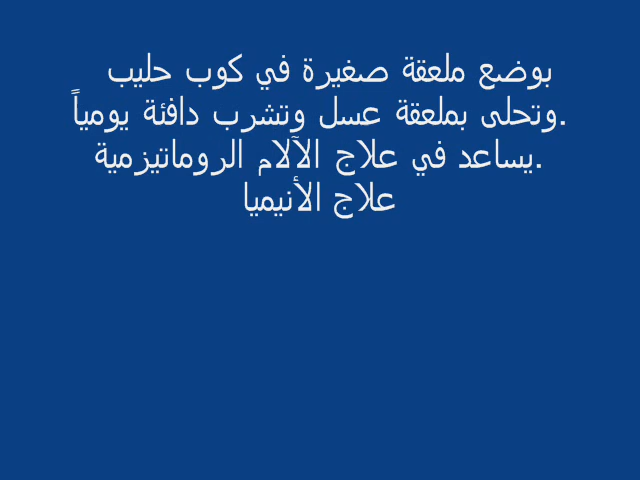 بوضع ملعقة صغيرة في كوب حليب
.وتحلى بملعقة عسل وتشرب دافئة يومياً
.يساعد في علاج الآلام الروماتيزمية
علاج الأنيميا